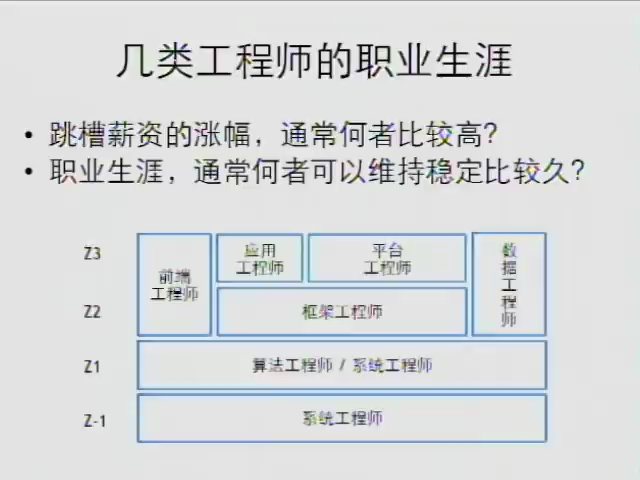 几类工程师的职业生涯
• 跳槽薪资的涨幅，通常何者比较高？
• 职业生涯，通常何者可以维持稳定比较久？
Z3
前端
工程师
应用
工程师
平台
工程师
数
据
工
程
师
Z2
框架工程师
Z1
算法工程师 / 系统工程师
Z-1
系统工程师